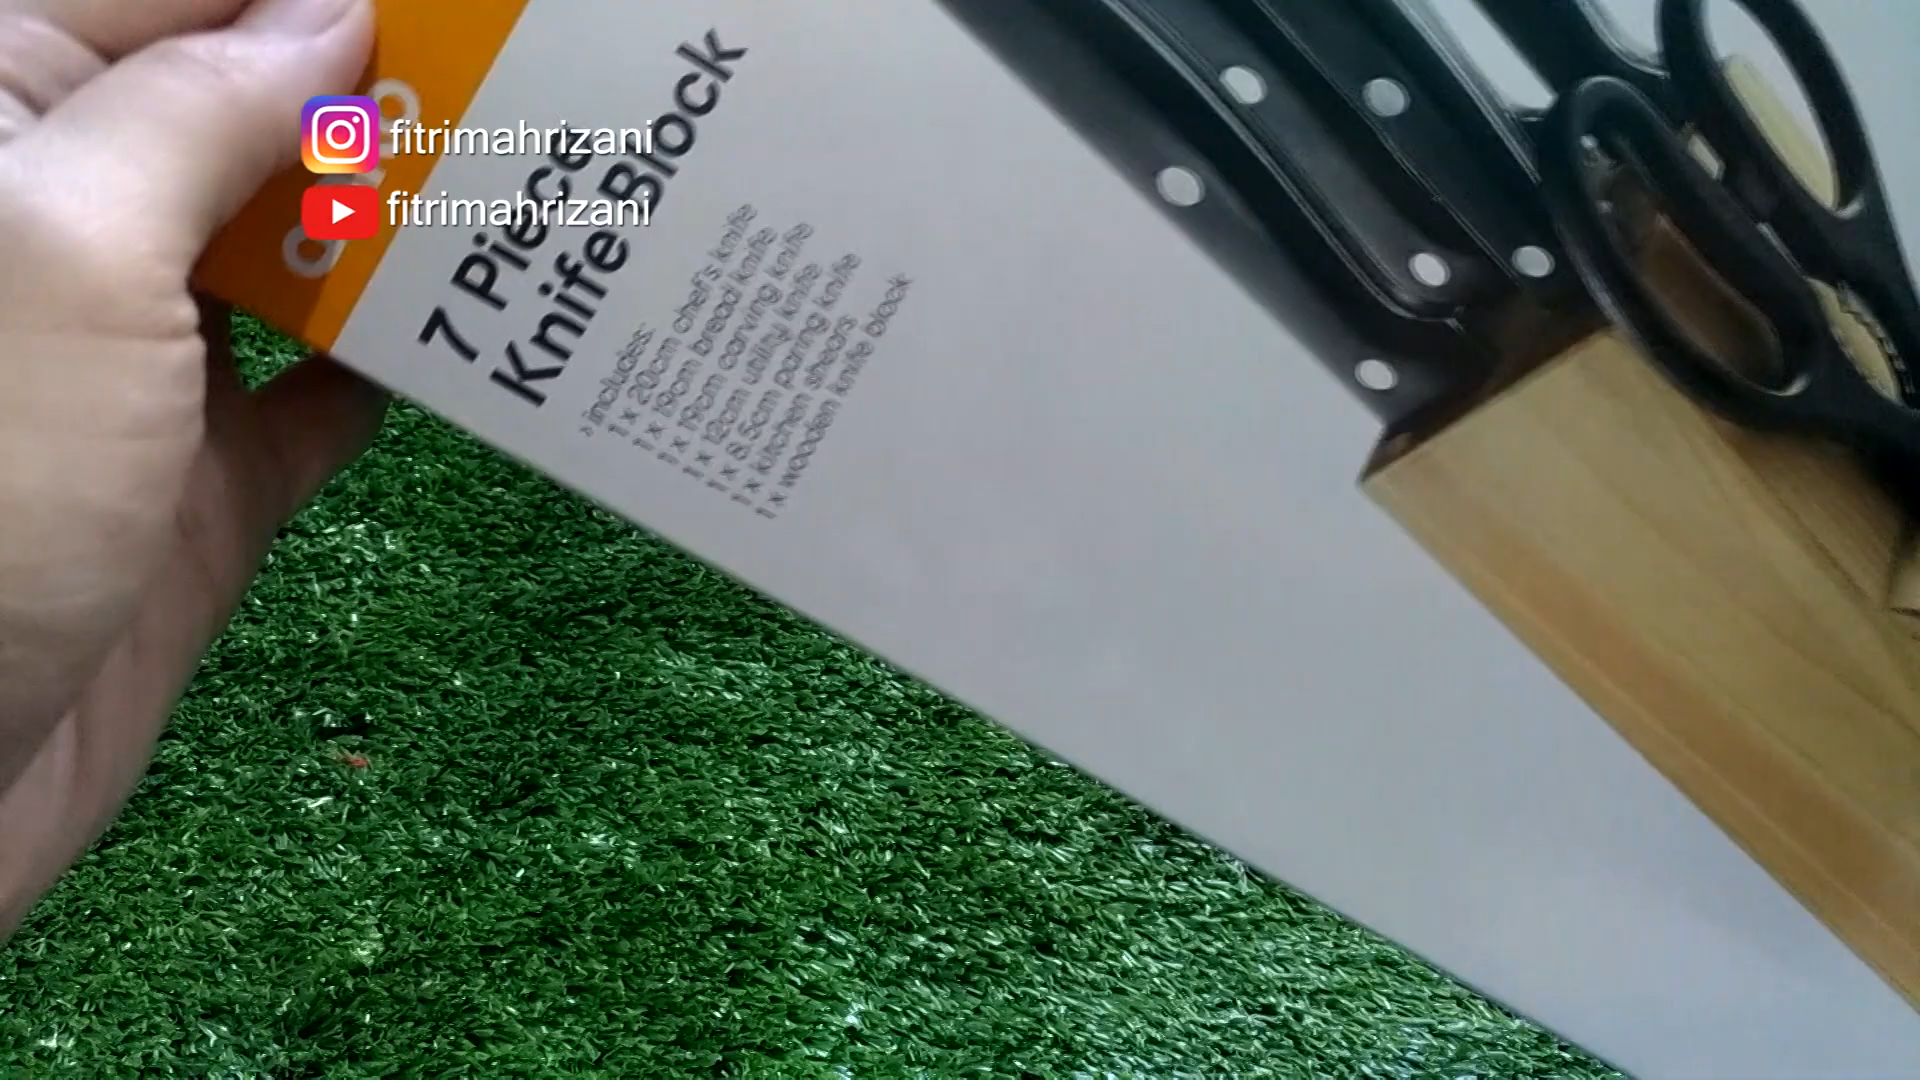 fitrimahrizani
fitrimahrizani
7 Piece
Knife Block
> includes:
1 x 20cm chef's knife
1 x 19cm bread knife
1 x 19cm carving knife
1 x 12cm utility knife
1 x 8.5cm paring knife
1 x kitchen shears
1 x wooden knife block